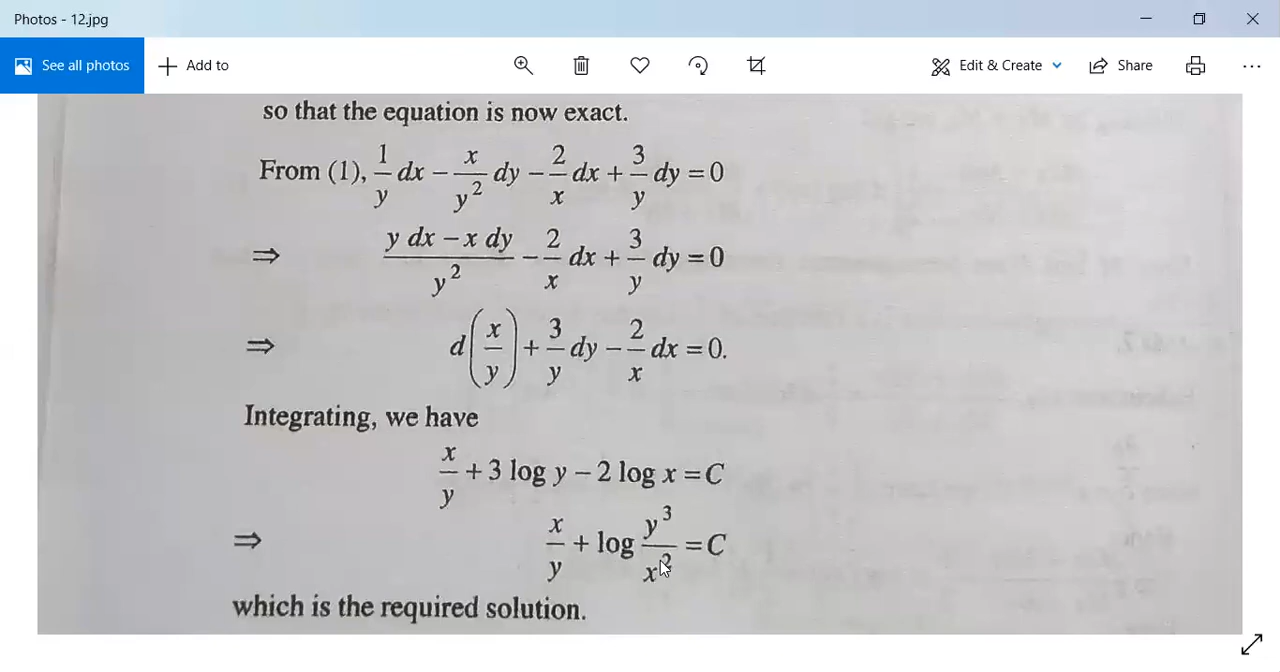 Photos - 12.jpg
See all photos
Add to
Edit & Create
Share
so that the equation is now exact.
From (1), 1/y dx − x/y² dy − 2/x dx + 3/y dy = 0
⇒ (y dx − x dy)/y² − 2/x dx + 3/y dy = 0
⇒ d(x/y) + 3/y dy − 2/x dx = 0.
Integrating, we have
x/y + 3 log y − 2 log x = C
⇒ x/y + log y³/x² = C
which is the required solution.